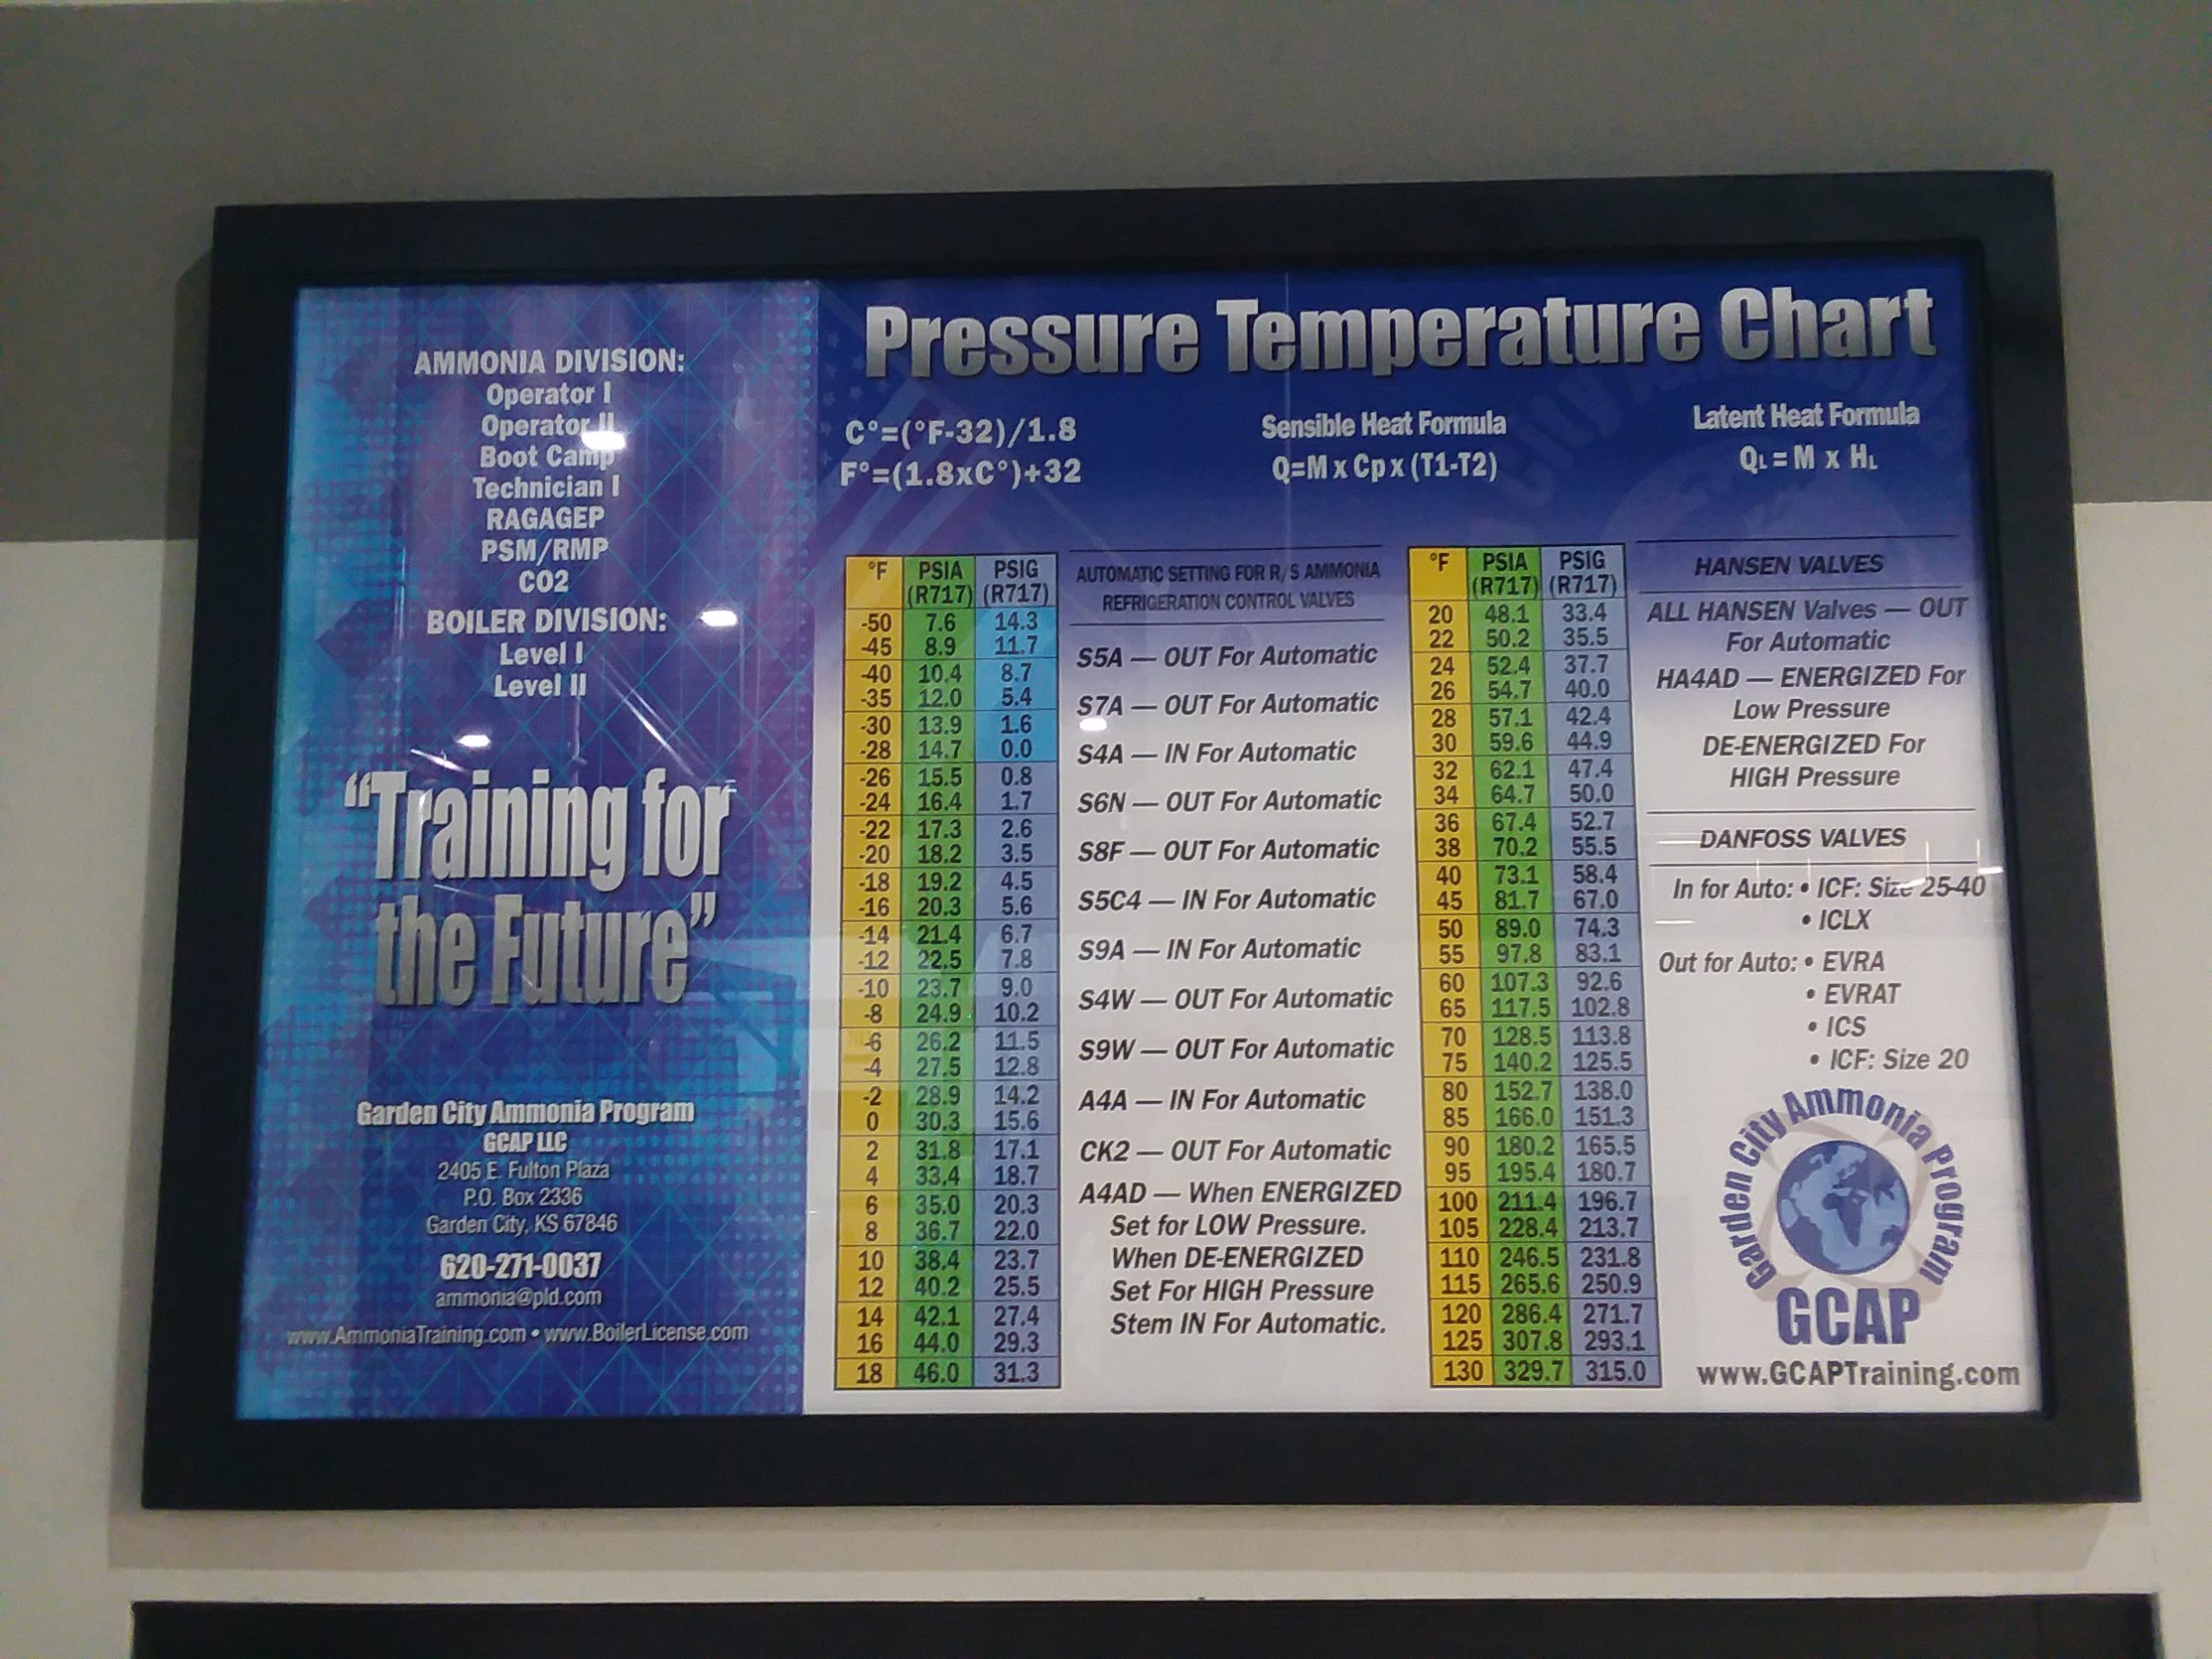 AMMONIA DIVISION:
Operator I
Operator II
Boot Camp
Technician I
RAGAGEP
PSM/RMP
CO2
BOILER DIVISION:
Level I
Level II
“Training for
the Future”
Garden City Ammonia Program
GCAP LLC
2405 E. Fulton Plaza
P.O. Box 2336
Garden City, KS 67846
620-271-0037
ammonia@pld.com
www.AmmoniaTraining.com • www.BoilerLicense.com
Pressure Temperature Chart
C°=(°F-32)/1.8
F°=(1.8xC°)+32
Sensible Heat Formula
Q=M x Cp x (T1-T2)
Latent Heat Formula
QL = M x HL
°F PSIA PSIG
(R717) (R717)
-50 7.6 14.3
-45 8.9 11.7
-40 10.4 8.7
-35 12.0 5.4
-30 13.9 1.6
-28 14.7 0.0
-26 15.5 0.8
-24 16.4 1.7
-22 17.3 2.6
-20 18.2 3.5
-18 19.2 4.5
-16 20.3 5.6
-14 21.4 6.7
-12 22.5 7.8
-10 23.7 9.0
-8 24.9 10.2
-6 26.2 11.5
-4 27.5 12.8
-2 28.9 14.2
0 30.3 15.6
2 31.8 17.1
4 33.4 18.7
6 35.0 20.3
8 36.7 22.0
10 38.4 23.7
12 40.2 25.5
14 42.1 27.4
16 44.0 29.3
18 46.0 31.3
AUTOMATIC SETTING FOR R/S AMMONIA
REFRIGERATION CONTROL VALVES
S5A — OUT For Automatic
S7A — OUT For Automatic
S4A — IN For Automatic
S6N — OUT For Automatic
S8F — OUT For Automatic
S5C4 — IN For Automatic
S9A — IN For Automatic
S4W — OUT For Automatic
S9W — OUT For Automatic
A4A — IN For Automatic
CK2 — OUT For Automatic
A4AD — When ENERGIZED
Set for LOW Pressure.
When DE-ENERGIZED
Set For HIGH Pressure
Stem IN For Automatic.
°F PSIA PSIG
(R717) (R717)
20 48.1 33.4
22 50.2 35.5
24 52.4 37.7
26 54.7 40.0
28 57.1 42.4
30 59.6 44.9
32 62.1 47.4
34 64.7 50.0
36 67.4 52.7
38 70.2 55.5
40 73.1 58.4
45 81.7 67.0
50 89.0 74.3
55 97.8 83.1
60 107.3 92.6
65 117.5 102.8
70 128.5 113.8
75 140.2 125.5
80 152.7 138.0
85 166.0 151.3
90 180.2 165.5
95 195.4 180.7
100 211.4 196.7
105 228.4 213.7
110 246.5 231.8
115 265.6 250.9
120 286.4 271.7
125 307.8 293.1
130 329.7 315.0
HANSEN VALVES
ALL HANSEN Valves — OUT
For Automatic
HA4AD — ENERGIZED For
Low Pressure
DE-ENERGIZED For
HIGH Pressure
DANFOSS VALVES
In for Auto: • ICF: Size 25-40
• ICLX
Out for Auto: • EVRA
• EVRAT
• ICS
• ICF: Size 20
Garden City Ammonia Program
GCAP
www.GCAPTraining.com